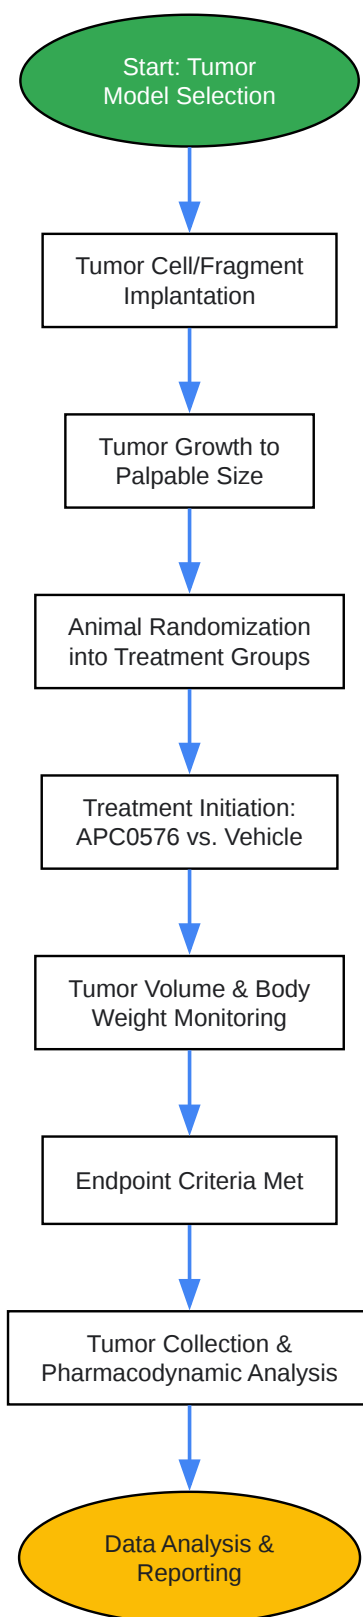 Start: Tumor
Model Selection
Tumor Cell/Fragment
Implantation
Tumor Growth to
Palpable Size
Animal Randomization
into Treatment Groups
Treatment Initiation:
APC0576 vs. Vehicle
Tumor Volume & Body
Weight Monitoring
Endpoint Criteria Met
Tumor Collection &
Pharmacodynamic Analysis
Data Analysis &
Reporting